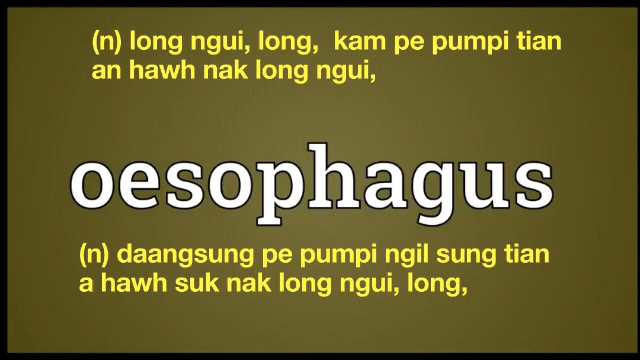 (n) long ngui, long,  kam pe pumpi tian
an hawh nak long ngui,
oesophagus
(n) daangsung pe pumpi ngil sung tian
a hawh suk nak long ngui, long,